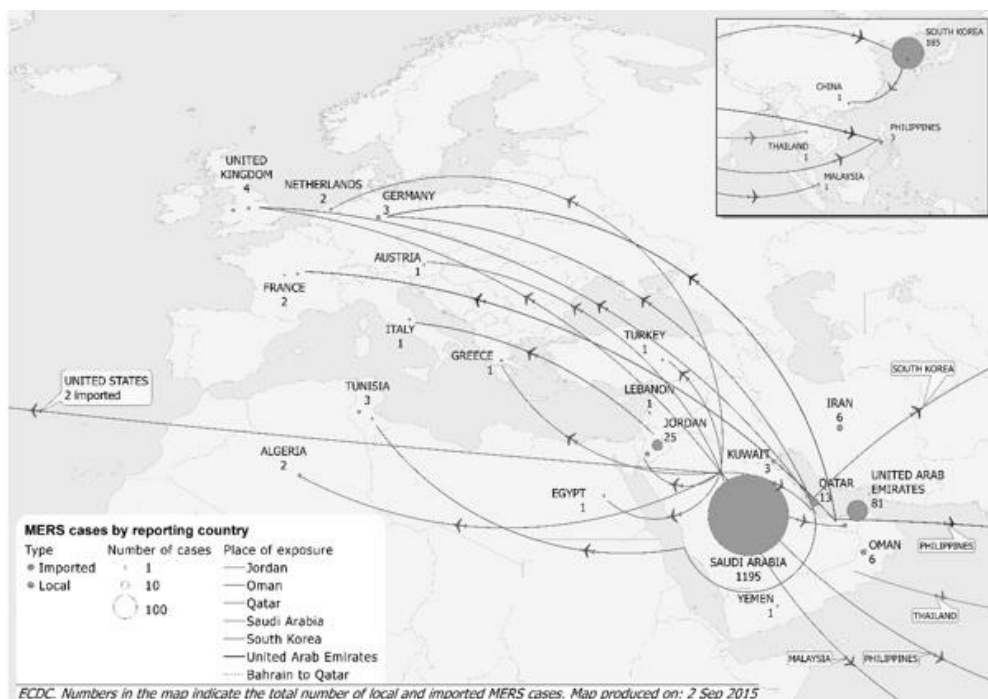 SOUTH KOREA
185
CHINA
1
PHILIPPINES
3
THAILAND
1
MALAYSIA
1
UNITED
KINGDOM
4
NETHERLANDS
2
GERMANY
3
AUSTRIA
1
FRANCE
2
ITALY
1
GREECE
1
TURKEY
1
UNITED STATES
2 Imported
TUNISIA
3
LEBANON
1
JORDAN
25
SOUTH KOREA
IRAN
6
ALGERIA
2
KUWAIT
3
QATAR
13
UNITED ARAB
EMIRATES
81
EGYPT
1
PHILIPPINES
OMAN
6
SAUDI ARABIA
1195
YEMEN
1
THAILAND
MALAYSIA
PHILIPPINES
MERS cases by reporting country
Type
Imported
Local
Number of cases
1
10
100
Place of exposure
Jordan
Oman
Qatar
Saudi Arabia
South Korea
United Arab Emirates
Bahrain to Qatar
ECDC. Numbers in the map indicate the total number of local and imported MERS cases. Map produced on: 2 Sep 2015